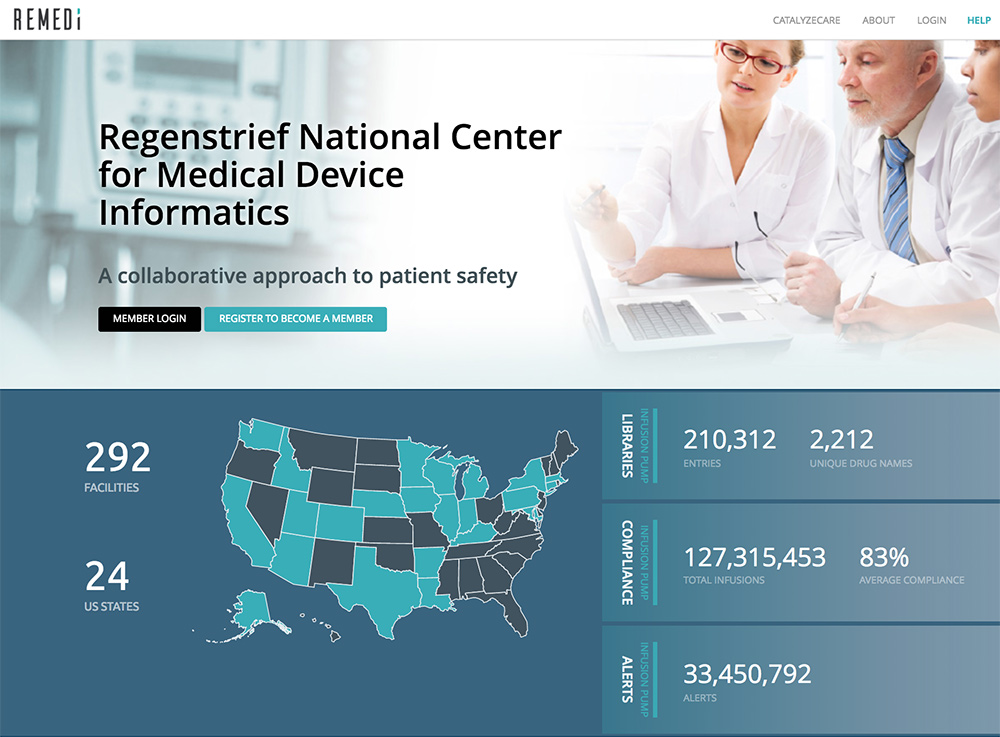 REMEDi
CATALYZECARE
ABOUT
LOGIN
HELP
Regenstrief National Center
for Medical Device
Informatics
A collaborative approach to patient safety
MEMBER LOGIN
REGISTER TO BECOME A MEMBER
292
FACILITIES
24
US STATES
INFUSION PUMP
LIBRARIES
210,312
ENTRIES
2,212
UNIQUE DRUG NAMES
INFUSION PUMP
COMPLIANCE
127,315,453
TOTAL INFUSIONS
83%
AVERAGE COMPLIANCE
INFUSION PUMP
ALERTS
33,450,792
ALERTS